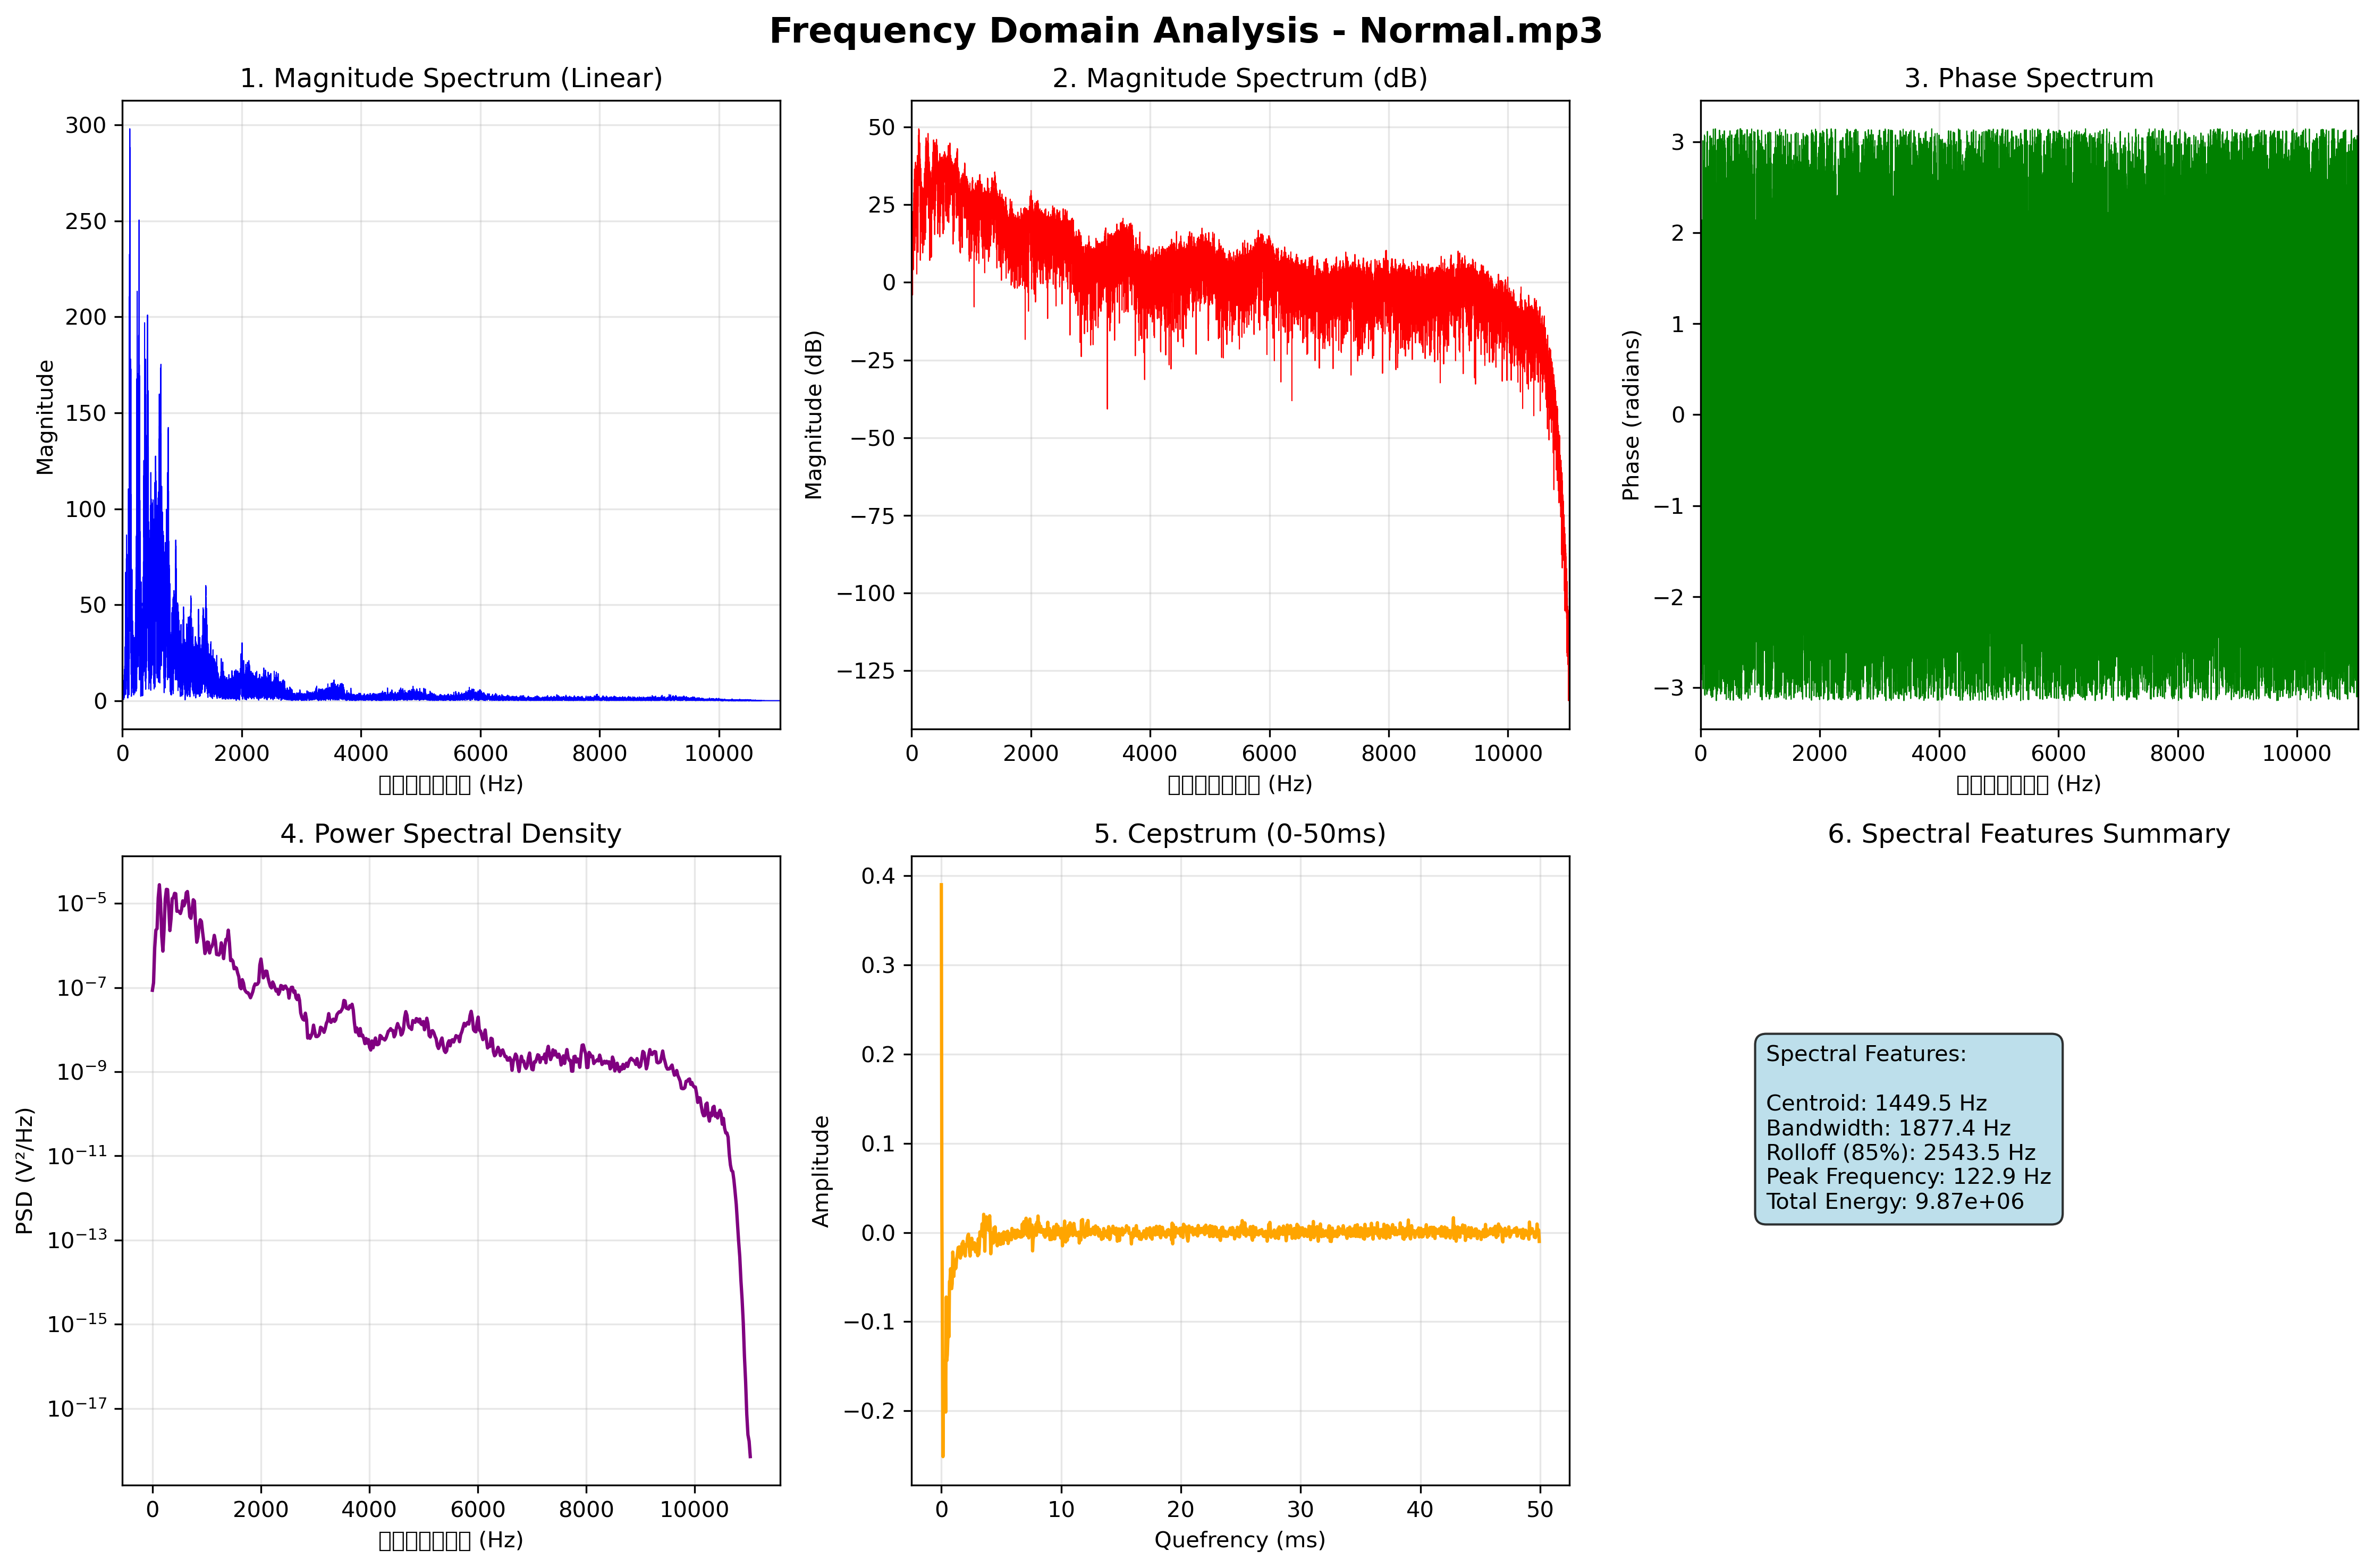 Frequency Domain Analysis - Normal.mp3
1. Magnitude Spectrum (Linear)
Magnitude
300
250
200
150
100
50
0
0 2000 4000 6000 8000 10000
(Hz)
2. Magnitude Spectrum (dB)
Magnitude (dB)
50
25
0
−25
−50
−75
−100
−125
0 2000 4000 6000 8000 10000
(Hz)
3. Phase Spectrum
Phase (radians)
3
2
1
0
−1
−2
−3
0 2000 4000 6000 8000 10000
(Hz)
4. Power Spectral Density
PSD (V²/Hz)
10⁻⁵
10⁻⁷
10⁻⁹
10⁻¹¹
10⁻¹³
10⁻¹⁵
10⁻¹⁷
0 2000 4000 6000 8000 10000
(Hz)
5. Cepstrum (0-50ms)
Amplitude
0.4
0.3
0.2
0.1
0.0
−0.1
−0.2
0 10 20 30 40 50
Quefrency (ms)
6. Spectral Features Summary
Spectral Features:
Centroid: 1449.5 Hz
Bandwidth: 1877.4 Hz
Rolloff (85%): 2543.5 Hz
Peak Frequency: 122.9 Hz
Total Energy: 9.87e+06